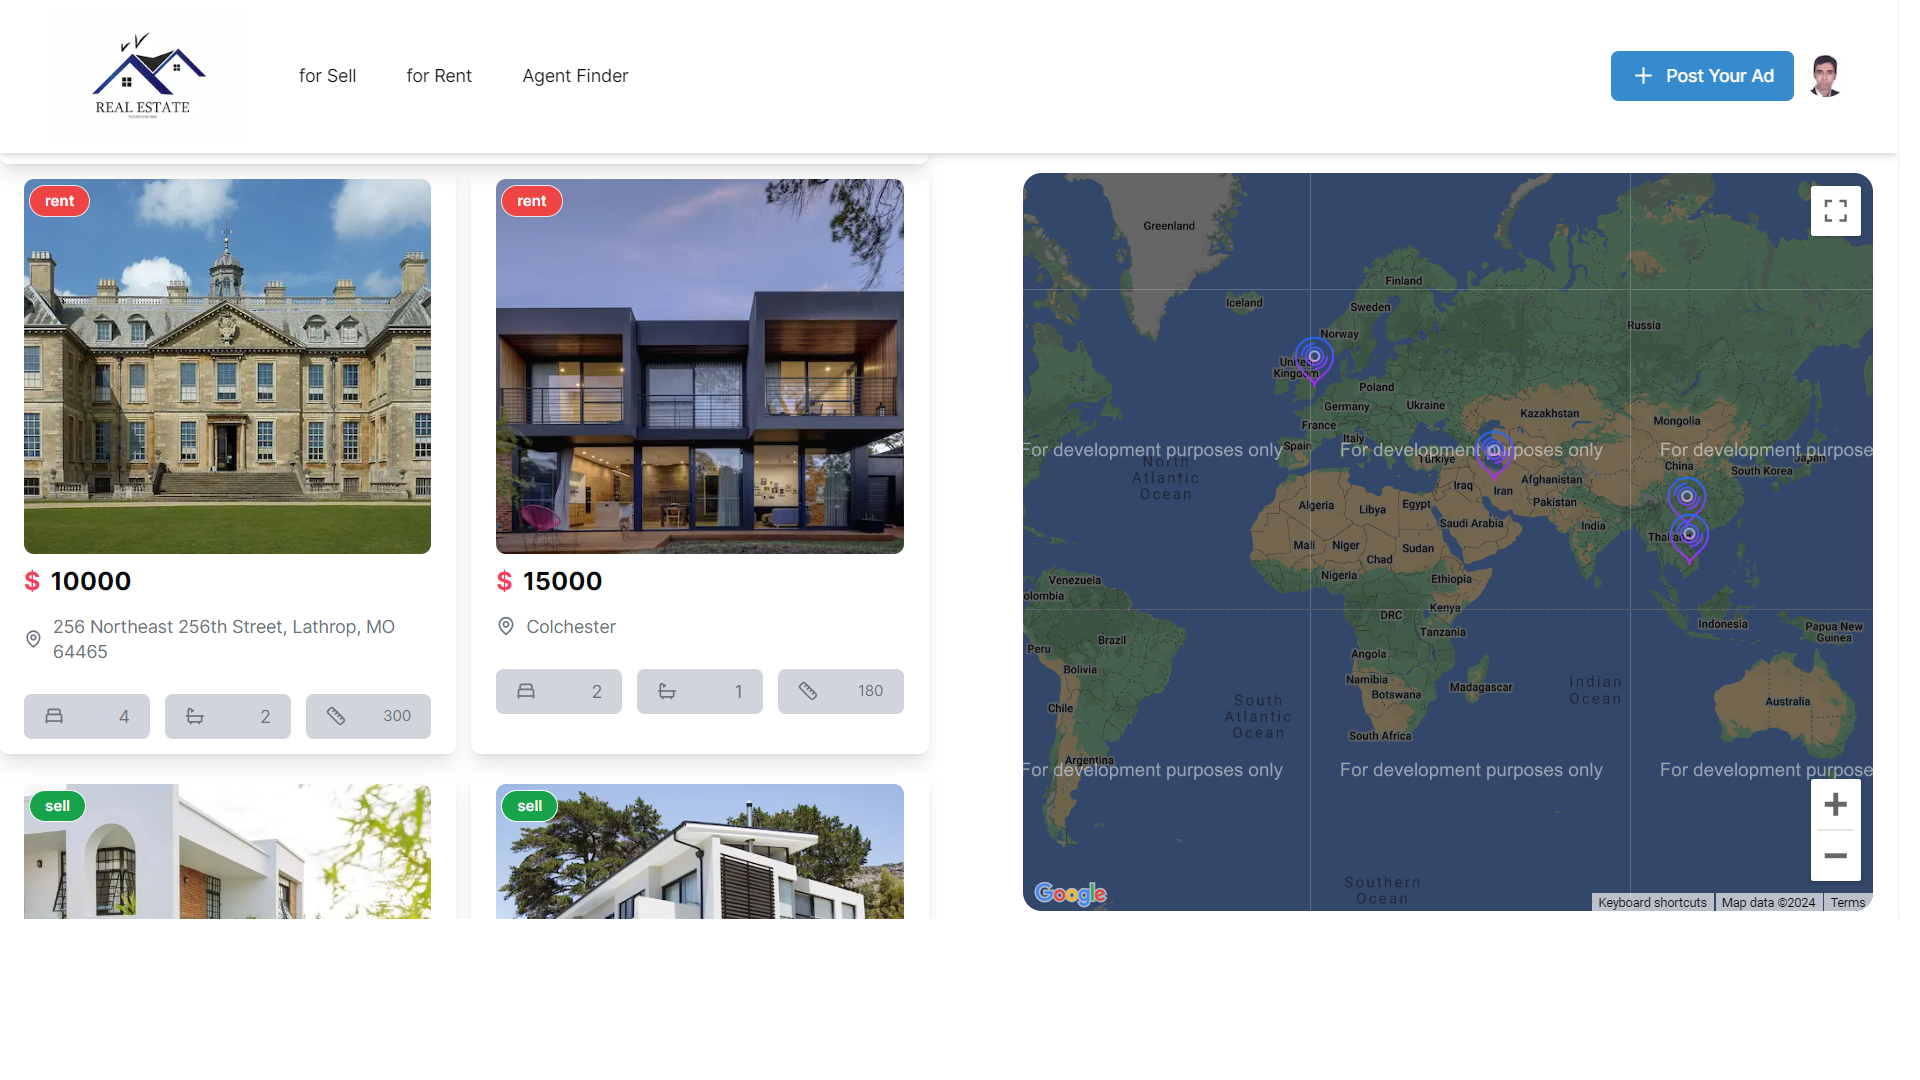 REAL ESTATE
for Sell
for Rent
Agent Finder
Post Your Ad
rent
$ 10000
256 Northeast 256th Street, Lathrop, MO
64465
4
2
300
rent
$ 15000
Colchester
2
1
180
sell
sell
Greenland
Iceland
Finland
Sweden
Norway
Russia
United
Kingdom
Poland
Germany
Ukraine
France
Kazakhstan
Mongolia
Spain
Italy
For development purposes only
For development purposes only
For development purpose
Türkiye
China
Japan
South Korea
North
Atlantic
Ocean
Iraq
Iran
Afghanistan
Pakistan
Algeria
Libya
Egypt
Saudi Arabia
India
Mali
Niger
Chad
Sudan
Nigeria
Ethiopia
Venezuela
olombia
Kenya
DRC
Tanzania
Indonesia
Papua New
Guinea
Brazil
Peru
Bolivia
Angola
Namibia
Botswana
Madagascar
Indian
Ocean
Chile
South
Atlantic
Ocean
South Africa
Australia
Argentina
For development purposes only
For development purposes only
For development purpose
Southern
Ocean
Google
Keyboard shortcuts
Map data ©2024
Terms